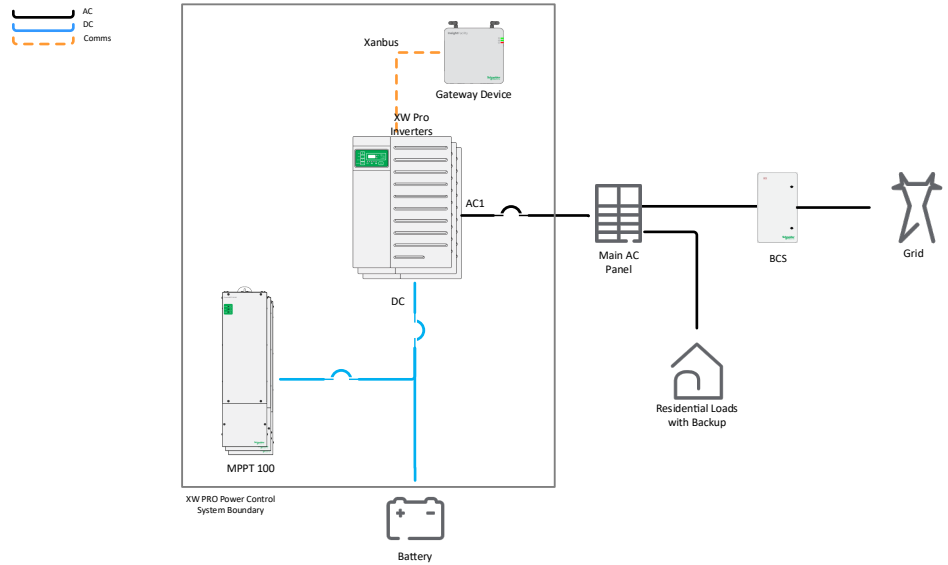 AC
DC
Comms
Xanbus
Gateway Device
XW Pro
Inverters
AC1
Main AC
Panel
BCS
Grid
DC
Residential Loads
with Backup
MPPT 100
XW PRO Power Control
System Boundary
Battery